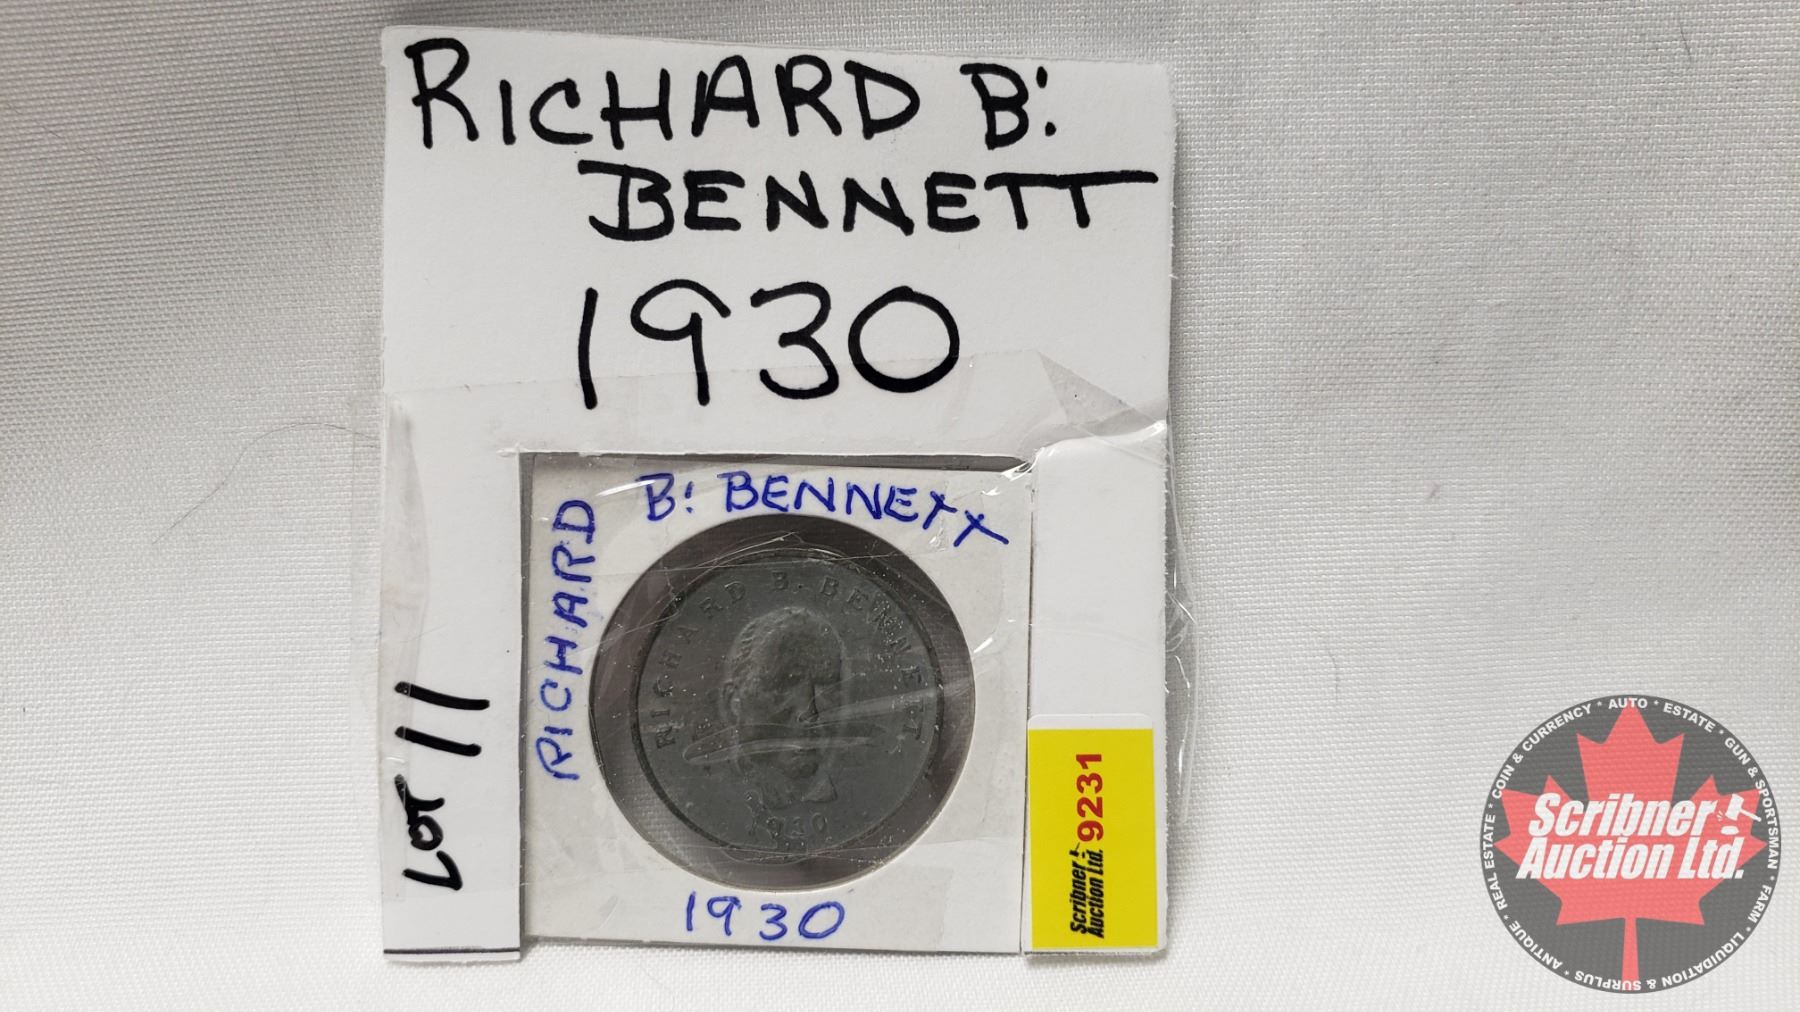 RICHARD B.
BENNETT
1930
LOT 11
RICHARD
B. BENNETT
1930
RICHARD B. BENNETT
1930
9231
Scribner
Auction Ltd.
Scribner
Auction Ltd.
ANTIQUE * REAL ESTATE * COIN & CURRENCY * AUTO * ESTATE * GUN & SPORTSMAN * FARM * LIQUIDATION & SURPLUS *